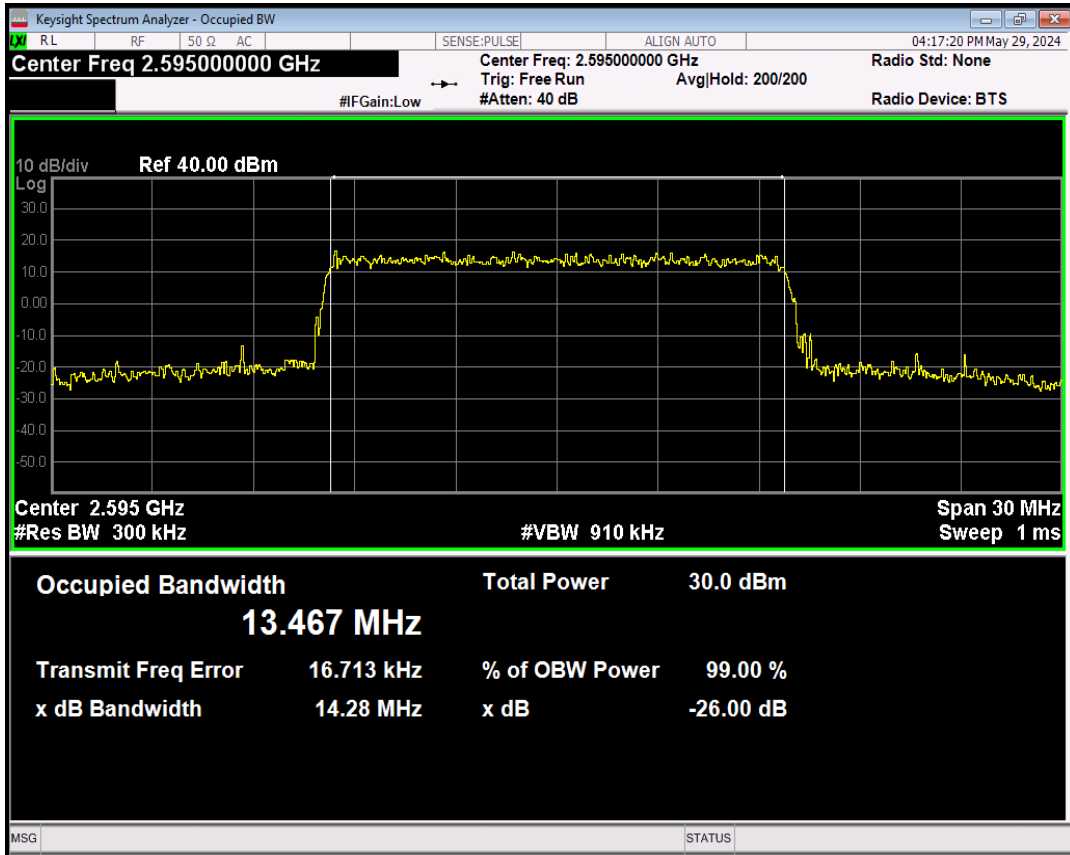 Keysight Spectrum Analyzer - Occupied BW
LXI RL RF 50 Ω AC SENSE:PULSE ALIGN AUTO 04:17:20 PM May 29, 2024
Center Freq 2.595000000 GHz Center Freq: 2.595000000 GHz Radio Std: None
Trig: Free Run Avg|Hold: 200/200
#IFGain:Low #Atten: 40 dB Radio Device: BTS
10 dB/div Ref 40.00 dBm
Log
30.0
20.0
10.0
0.00
-10.0
-20.0
-30.0
-40.0
-50.0
Center 2.595 GHz Span 30 MHz
#Res BW 300 kHz #VBW 910 kHz Sweep 1 ms
Occupied Bandwidth Total Power 30.0 dBm
13.467 MHz
Transmit Freq Error 16.713 kHz % of OBW Power 99.00 %
x dB Bandwidth 14.28 MHz x dB -26.00 dB
MSG STATUS